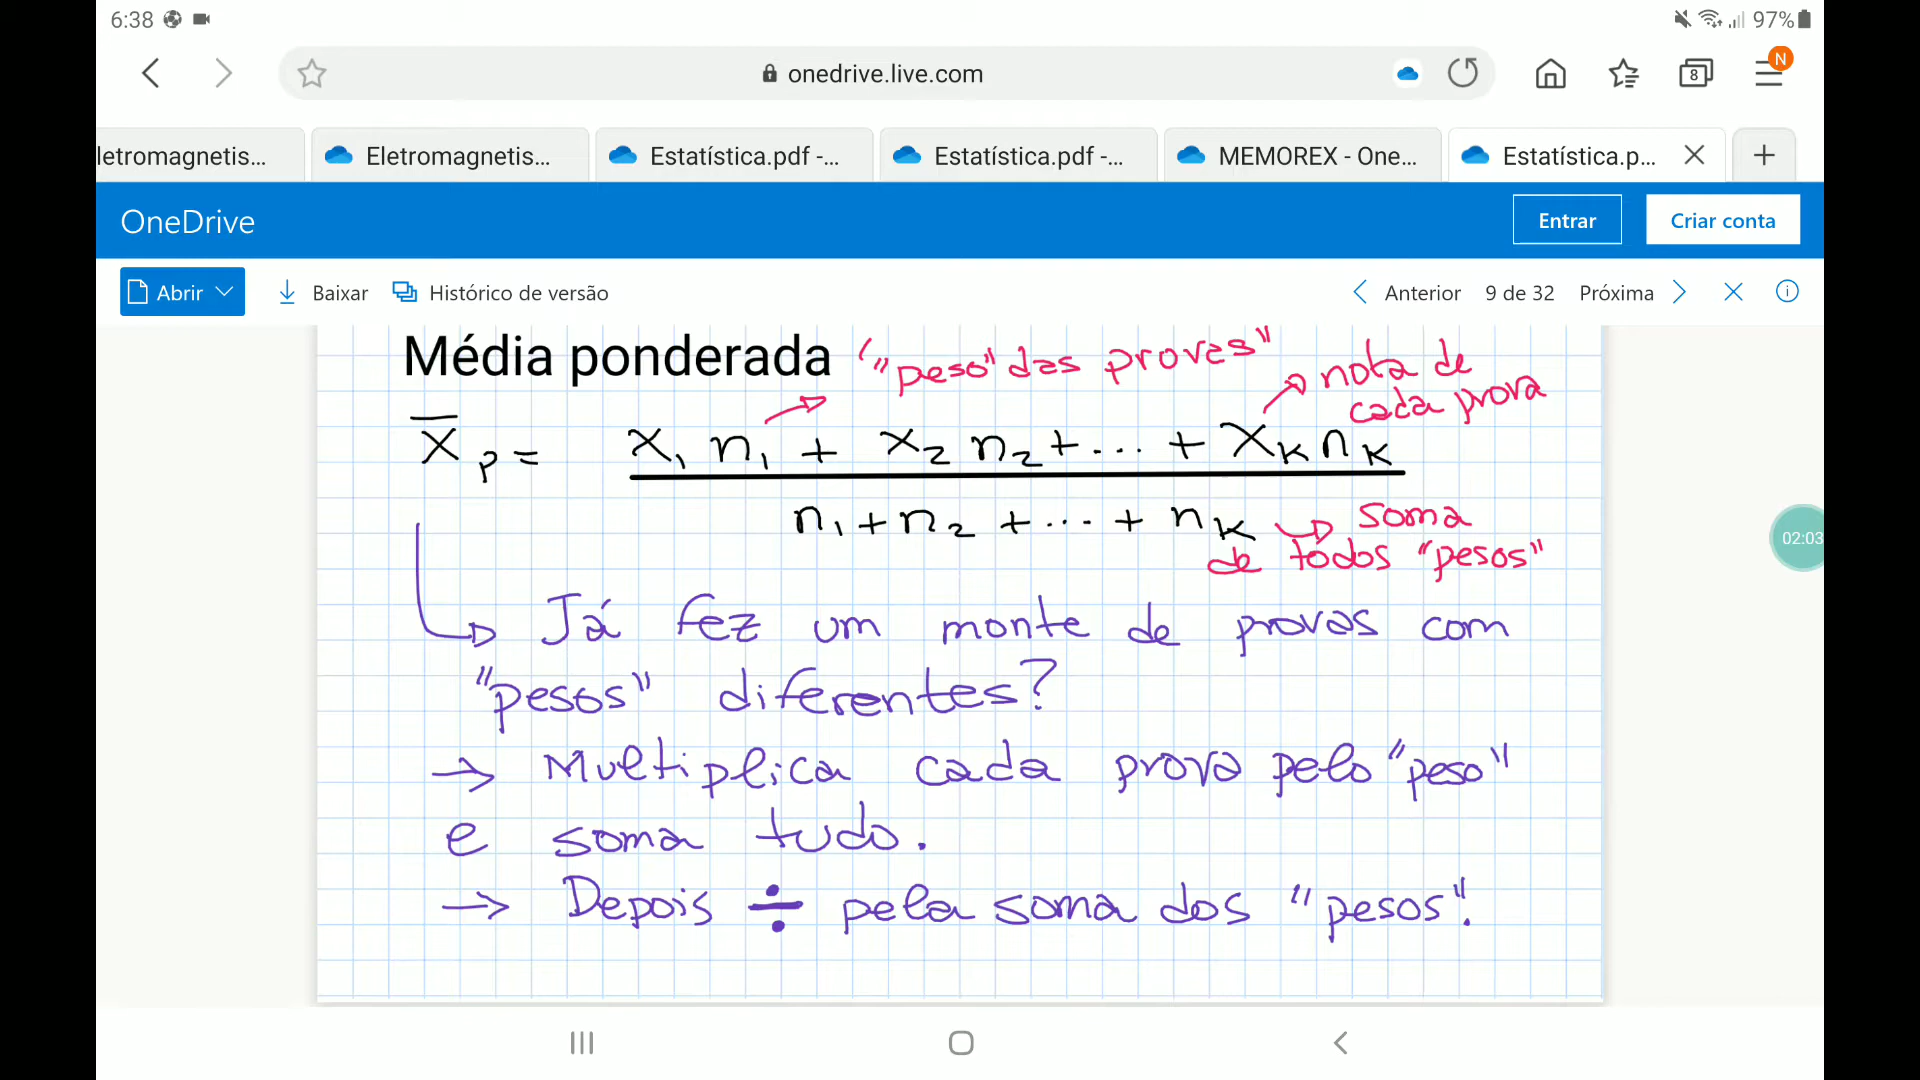 6:38
97%
onedrive.live.com
8
N
letromagnetis...
Eletromagnetis...
Estatística.pdf -...
Estatística.pdf -...
MEMOREX - One...
Estatística.p...
OneDrive
Entrar
Criar conta
Abrir
Baixar
Histórico de versão
Anterior
9 de 32
Próxima
Média ponderada
"peso" das provas"
nota de
cada prova
X̅p = x₁n₁ + x₂n₂ + ... + xₖnₖ
n₁ + n₂ + ... + nₖ
soma
de todos "pesos"
02:03
Já fez um monte de provas com
"pesos" diferentes?
→ Multiplica cada prova pelo "peso"
e soma tudo.
→ Depois ÷ pela soma dos "pesos".